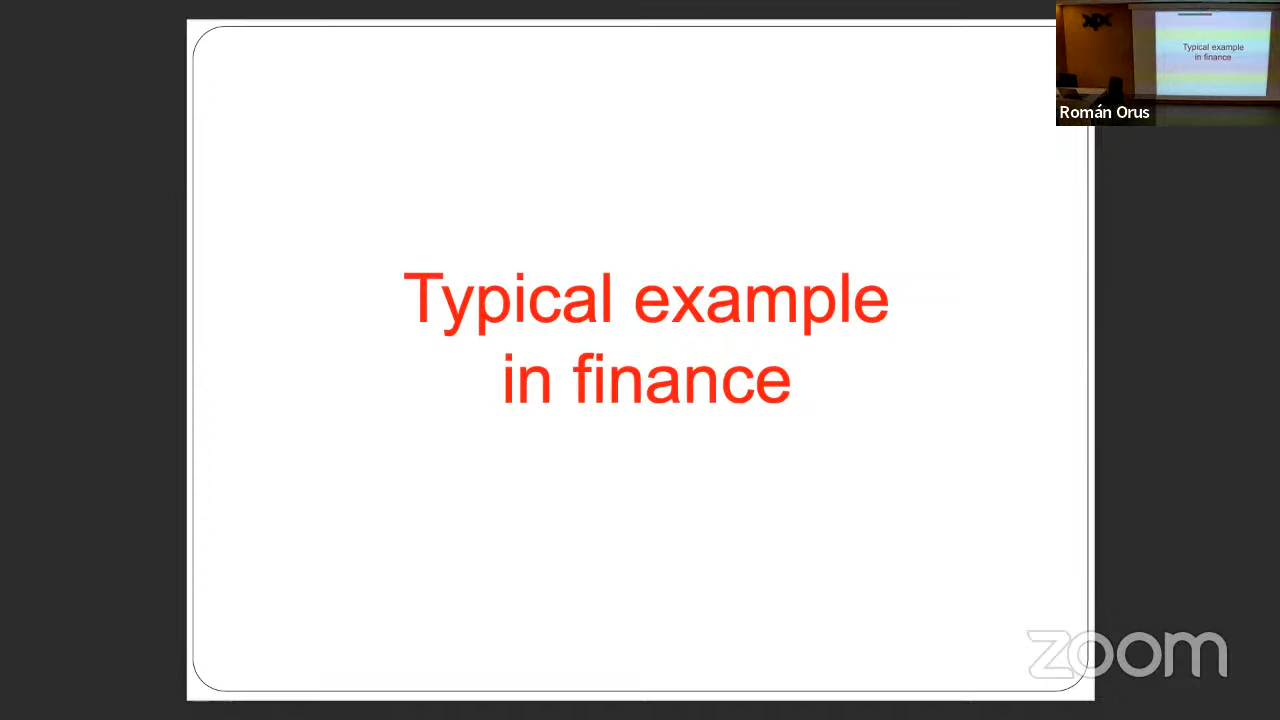 Typical example
in finance
Typical example
in finance
Román Orus
zoom